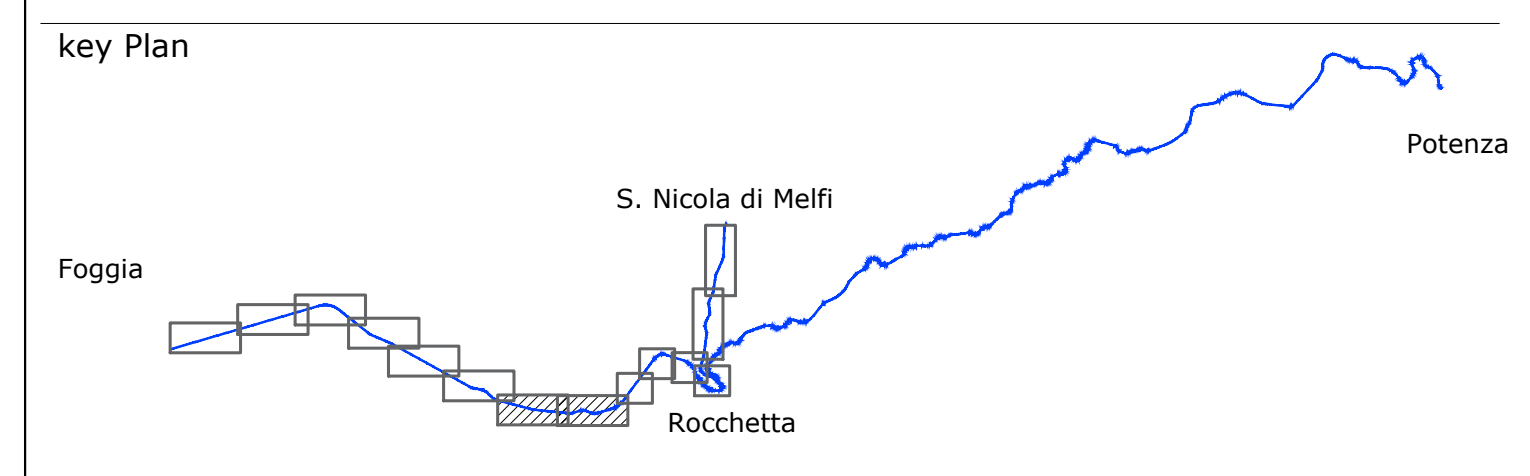 key Plan
Potenza
S. Nicola di Melfi
Foggia
Rocchetta